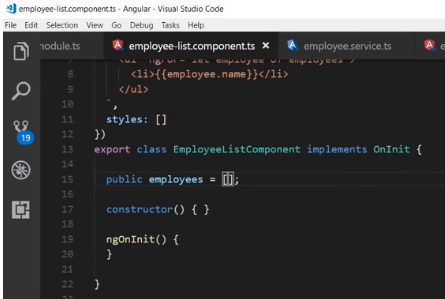 employee-list.component.ts - Angular - Visual Studio Code
File Edit Selection View Go Debug Tasks Help
nodule.ts employee-list.component.ts × employee.service.ts e
<ul *ngFor="let employee of employees">
8 <li>{{employee.name}}</li>
9 </ul>
10 `,
11 styles: []
12 })
13 export class EmployeeListComponent implements OnInit {
14
15 public employees = [];
16
17 constructor() { }
18
19 ngOnInit() {
20 }
21
22 }
19